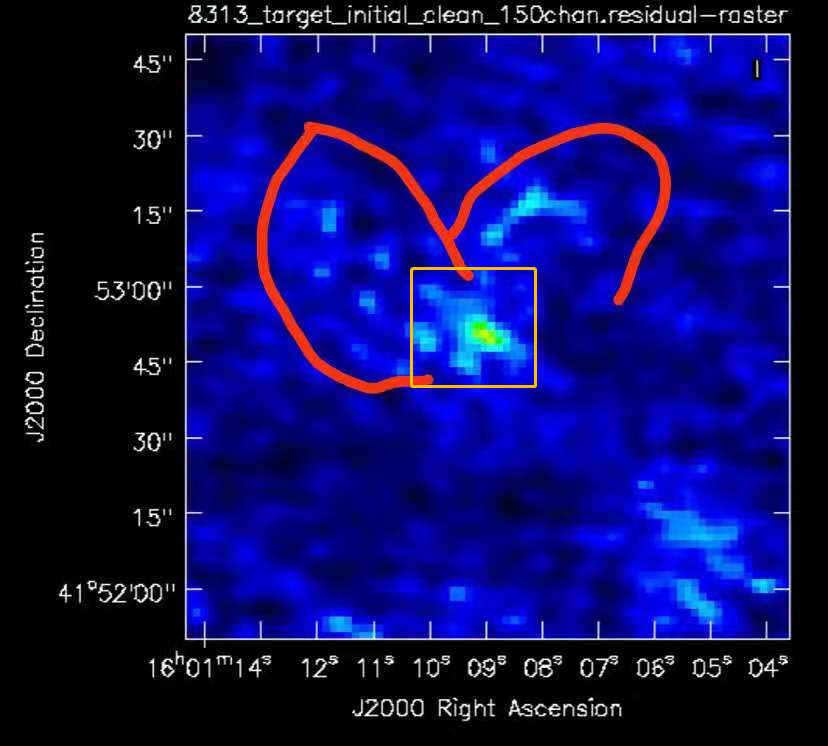 8313_target_initial_clean_150chan.residual-raster
I
45"
30"
15"
53'00"
45"
30"
15"
41°52'00"
J2000 Declination
16ʰ01ᵐ14ˢ 12ˢ 11ˢ 10ˢ 09ˢ 08ˢ 07ˢ 06ˢ 05ˢ 04ˢ
J2000 Right Ascension